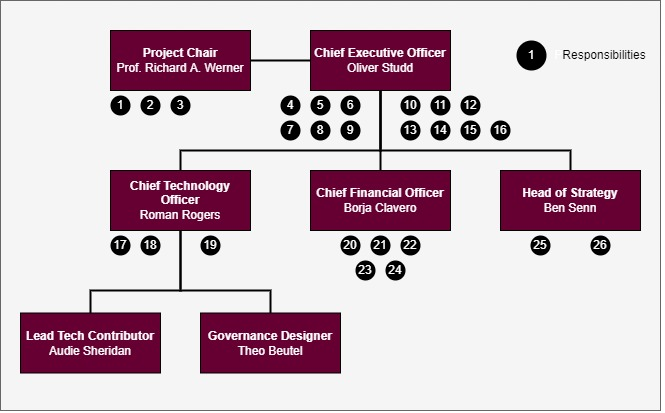 Project Chair
Prof. Richard A. Werner
Chief Executive Officer
Oliver Studd
1
Responsibilities
1 2 3
4 5 6 10 11 12
7 8 9 13 14 15 16
Chief Technology
Officer
Roman Rogers
Chief Financial Officer
Borja Clavero
Head of Strategy
Ben Senn
17 18 19
20 21 22
23 24
25 26
Lead Tech Contributor
Audie Sheridan
Governance Designer
Theo Beutel